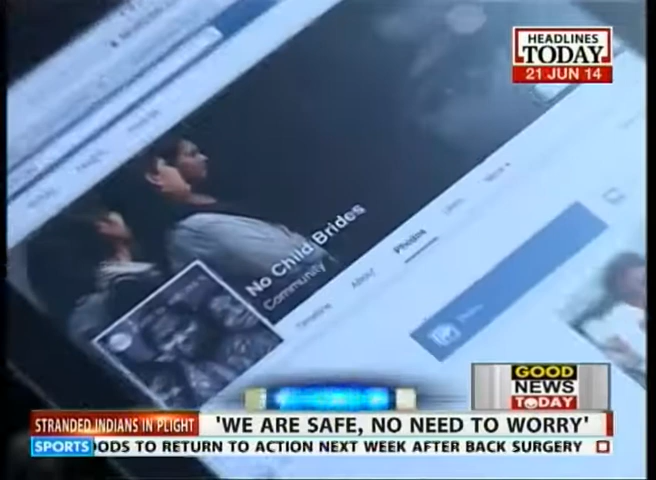 HEADLINES
TODAY
21 JUN 14
No Child Brides
Community
Timeline
About
Photos
GOOD
NEWS
TODAY
STRANDED INDIANS IN PLIGHT
'WE ARE SAFE, NO NEED TO WORRY'
SPORTS
ODS TO RETURN TO ACTION NEXT WEEK AFTER BACK SURGERY